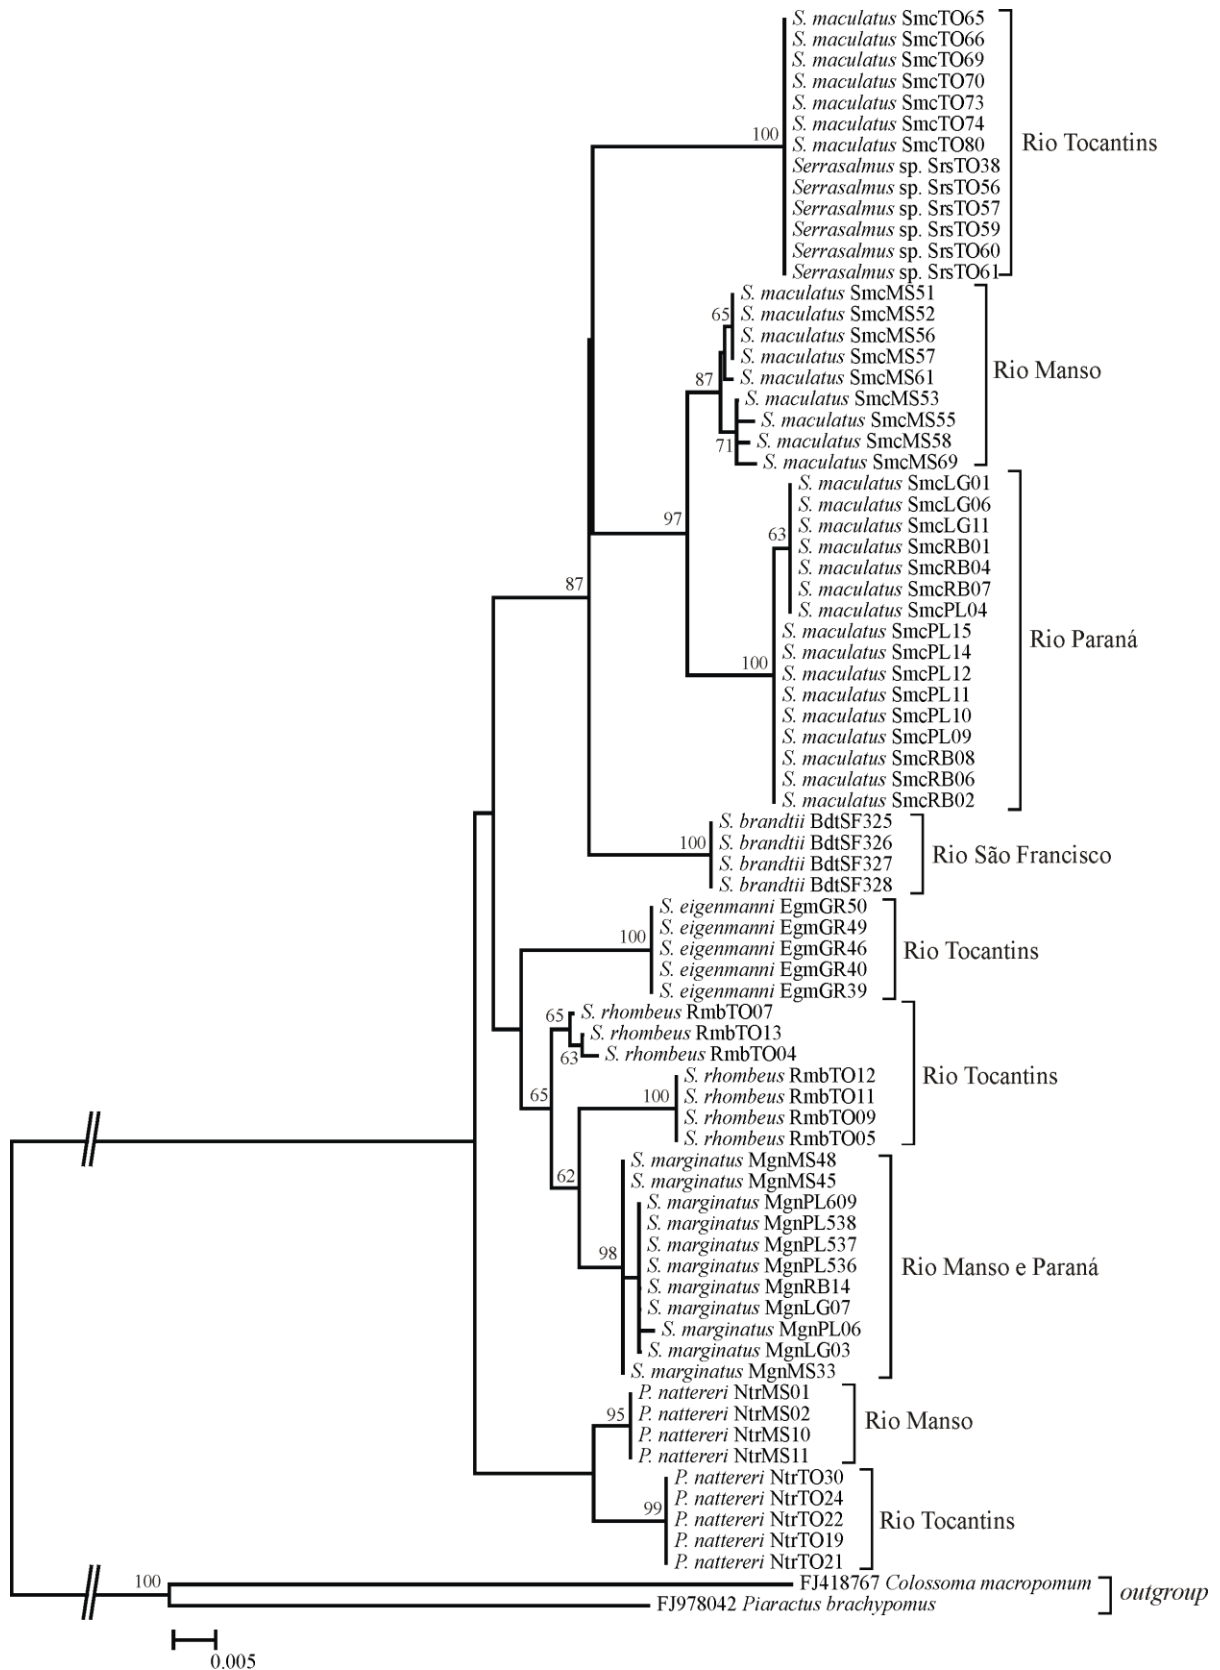 S. maculatus SmcTO65
S. maculatus SmcTO66
S. maculatus SmcTO69
S. maculatus SmcTO70
S. maculatus SmcTO73
S. maculatus SmcTO74
100
S. maculatus SmcTO80
Rio Tocantins
Serrasalmus sp. SrsTO38
Serrasalmus sp. SrsTO56
Serrasalmus sp. SrsTO57
Serrasalmus sp. SrsTO59
Serrasalmus sp. SrsTO60
Serrasalmus sp. SrsTO61
S. maculatus SmcMS51
65
S. maculatus SmcMS52
S. maculatus SmcMS56
S. maculatus SmcMS57
Rio Manso
87
S. maculatus SmcMS61
S. maculatus SmcMS53
S. maculatus SmcMS55
71
S. maculatus SmcMS58
S. maculatus SmcMS69
S. maculatus SmcLG01
S. maculatus SmcLG06
97
S. maculatus SmcLG11
63
S. maculatus SmcRB01
S. maculatus SmcRB04
87
S. maculatus SmcRB07
S. maculatus SmcPL04
S. maculatus SmcPL15
Rio Paraná
S. maculatus SmcPL14
100
S. maculatus SmcPL12
S. maculatus SmcPL11
S. maculatus SmcPL10
S. maculatus SmcPL09
S. maculatus SmcRB08
S. maculatus SmcRB06
S. maculatus SmcRB02
S. brandtii BdtSF325
100
S. brandtii BdtSF326
Rio São Francisco
S. brandtii BdtSF327
S. brandtii BdtSF328
S. eigenmanni EgmGR50
S. eigenmanni EgmGR49
100
S. eigenmanni EgmGR46
Rio Tocantins
S. eigenmanni EgmGR40
S. eigenmanni EgmGR39
65
S. rhombeus RmbTO07
S. rhombeus RmbTO13
63
S. rhombeus RmbTO04
S. rhombeus RmbTO12
Rio Tocantins
65
100
S. rhombeus RmbTO11
S. rhombeus RmbTO09
S. rhombeus RmbTO05
S. marginatus MgnMS48
62
S. marginatus MgnMS45
S. marginatus MgnPL609
S. marginatus MgnPL538
S. marginatus MgnPL537
98
S. marginatus MgnPL536
Rio Manso e Paraná
S. marginatus MgnRB14
S. marginatus MgnLG07
S. marginatus MgnPL06
S. marginatus MgnLG03
S. marginatus MgnMS33
P. nattereri NtrMS01
95
P. nattereri NtrMS02
Rio Manso
P. nattereri NtrMS10
P. nattereri NtrMS11
P. nattereri NtrTO30
P. nattereri NtrTO24
99
P. nattereri NtrTO22
Rio Tocantins
P. nattereri NtrTO19
P. nattereri NtrTO21
100
FJ418767 Colossoma macropomum
outgroup
FJ978042 Piaractus brachypomus
0.005